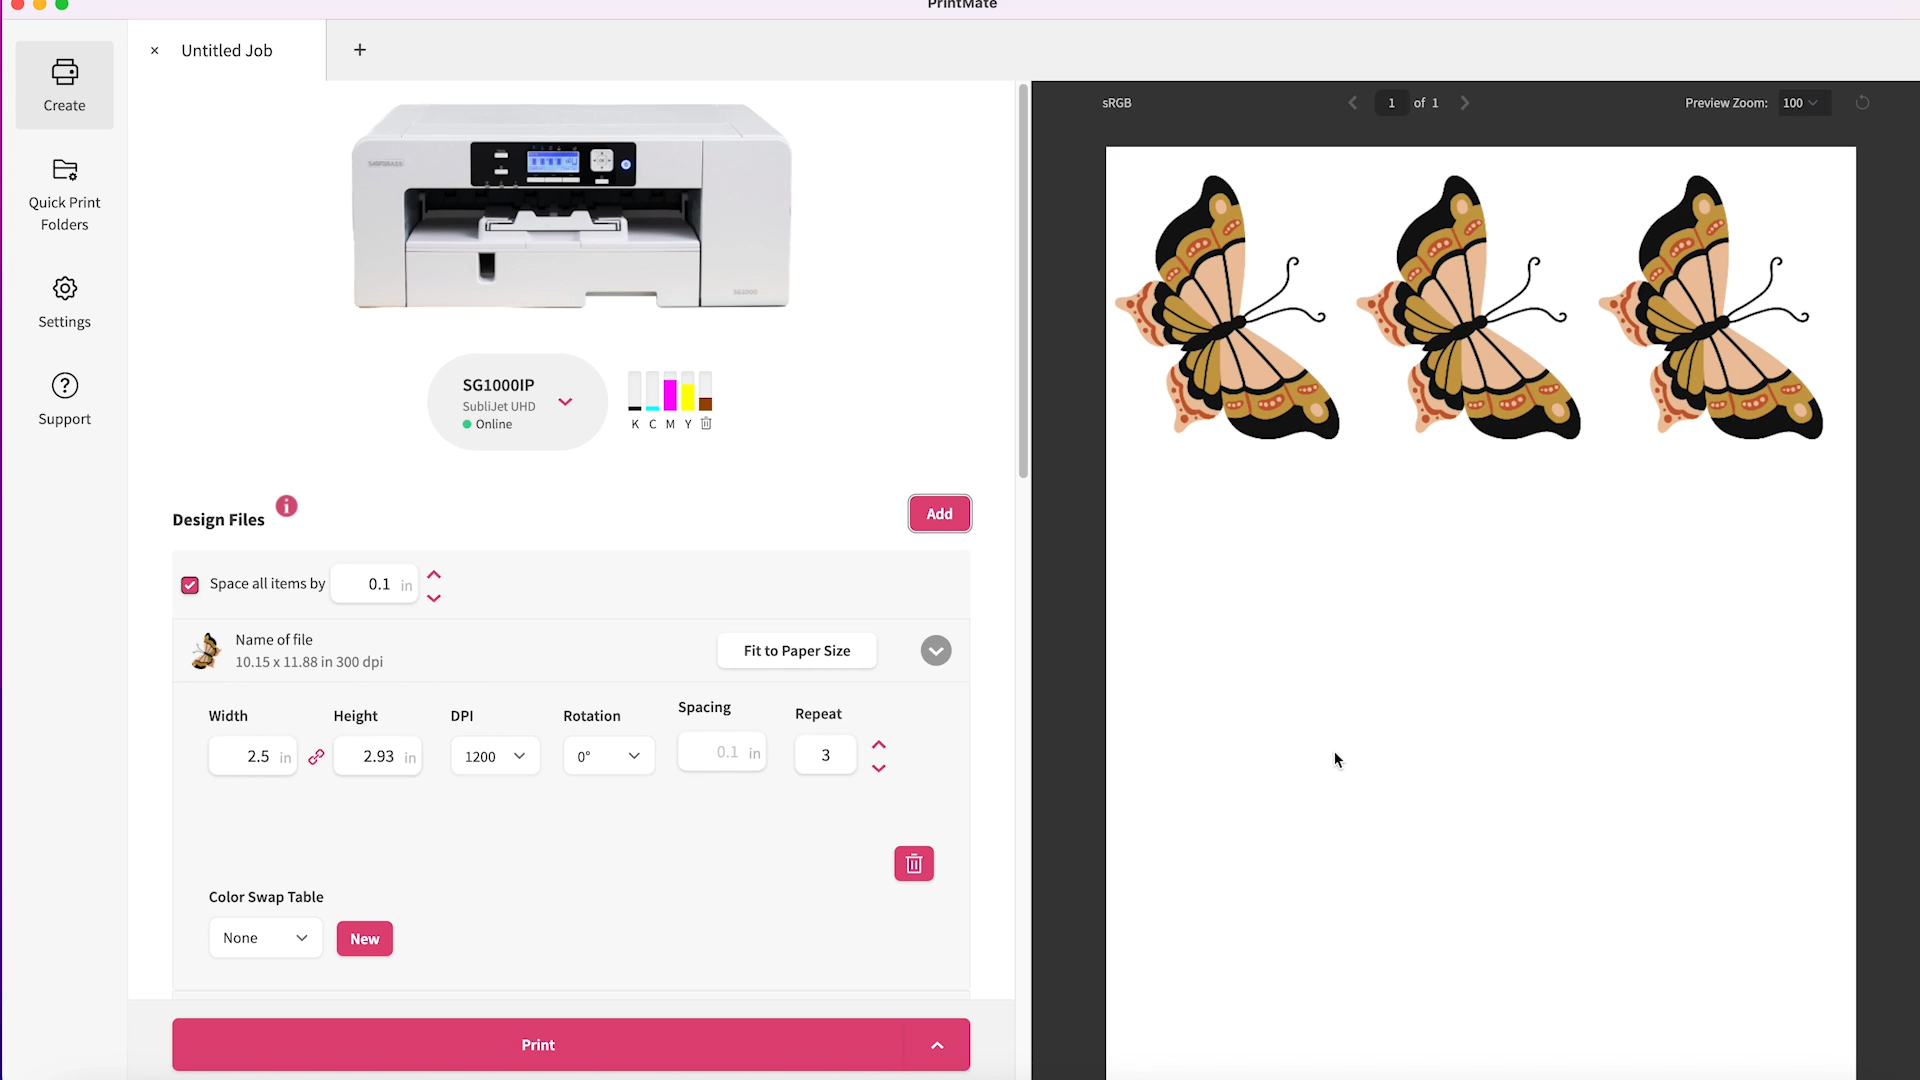 PrintMate
Create
Quick Print
Folders
Settings
Support
× Untitled Job +
SAWGRASS
SG1000
SG1000IP
SubliJet UHD
Online
K C M Y
Design Files
i
Add
Space all items by 0.1 in
Name of file
10.15 x 11.88 in 300 dpi
Fit to Paper Size
Width Height DPI Rotation Spacing Repeat
2.5 in 2.93 in 1200 0° 0.1 in 3
Color Swap Table
None New
Print
sRGB
1 of 1
Preview Zoom: 100